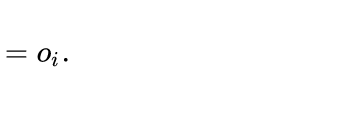 = oᵢ.